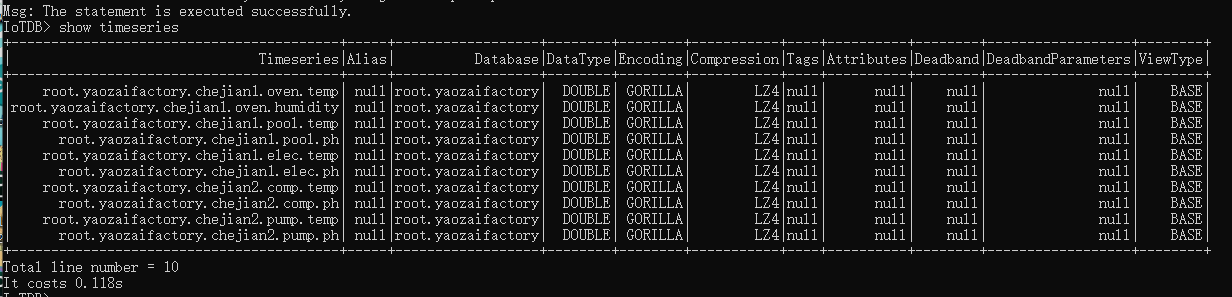 Msg: The statement is executed successfully.
IoTDB> show timeseries
+--------------------------------------+-----+--------------------+--------+--------+-----------+----+----------+--------+------------------+--------+
|                            Timeseries|Alias|            Database|DataType|Encoding|Compression|Tags|Attributes|Deadband|DeadbandParameters|ViewType|
+--------------------------------------+-----+--------------------+--------+--------+-----------+----+----------+--------+------------------+--------+
|    root.yaozaifactory.chejian1.oven.temp| null|root.yaozaifactory|  DOUBLE| GORILLA|        LZ4|null|      null|    null|              null|    BASE|
|root.yaozaifactory.chejian1.oven.humidity| null|root.yaozaifactory|  DOUBLE| GORILLA|        LZ4|null|      null|    null|              null|    BASE|
|    root.yaozaifactory.chejian1.pool.temp| null|root.yaozaifactory|  DOUBLE| GORILLA|        LZ4|null|      null|    null|              null|    BASE|
|      root.yaozaifactory.chejian1.pool.ph| null|root.yaozaifactory|  DOUBLE| GORILLA|        LZ4|null|      null|    null|              null|    BASE|
|    root.yaozaifactory.chejian1.elec.temp| null|root.yaozaifactory|  DOUBLE| GORILLA|        LZ4|null|      null|    null|              null|    BASE|
|      root.yaozaifactory.chejian1.elec.ph| null|root.yaozaifactory|  DOUBLE| GORILLA|        LZ4|null|      null|    null|              null|    BASE|
|    root.yaozaifactory.chejian2.comp.temp| null|root.yaozaifactory|  DOUBLE| GORILLA|        LZ4|null|      null|    null|              null|    BASE|
|      root.yaozaifactory.chejian2.comp.ph| null|root.yaozaifactory|  DOUBLE| GORILLA|        LZ4|null|      null|    null|              null|    BASE|
|    root.yaozaifactory.chejian2.pump.temp| null|root.yaozaifactory|  DOUBLE| GORILLA|        LZ4|null|      null|    null|              null|    BASE|
|      root.yaozaifactory.chejian2.pump.ph| null|root.yaozaifactory|  DOUBLE| GORILLA|        LZ4|null|      null|    null|              null|    BASE|
+--------------------------------------+-----+--------------------+--------+--------+-----------+----+----------+--------+------------------+--------+
Total line number = 10
It costs 0.118s
IoTDB>